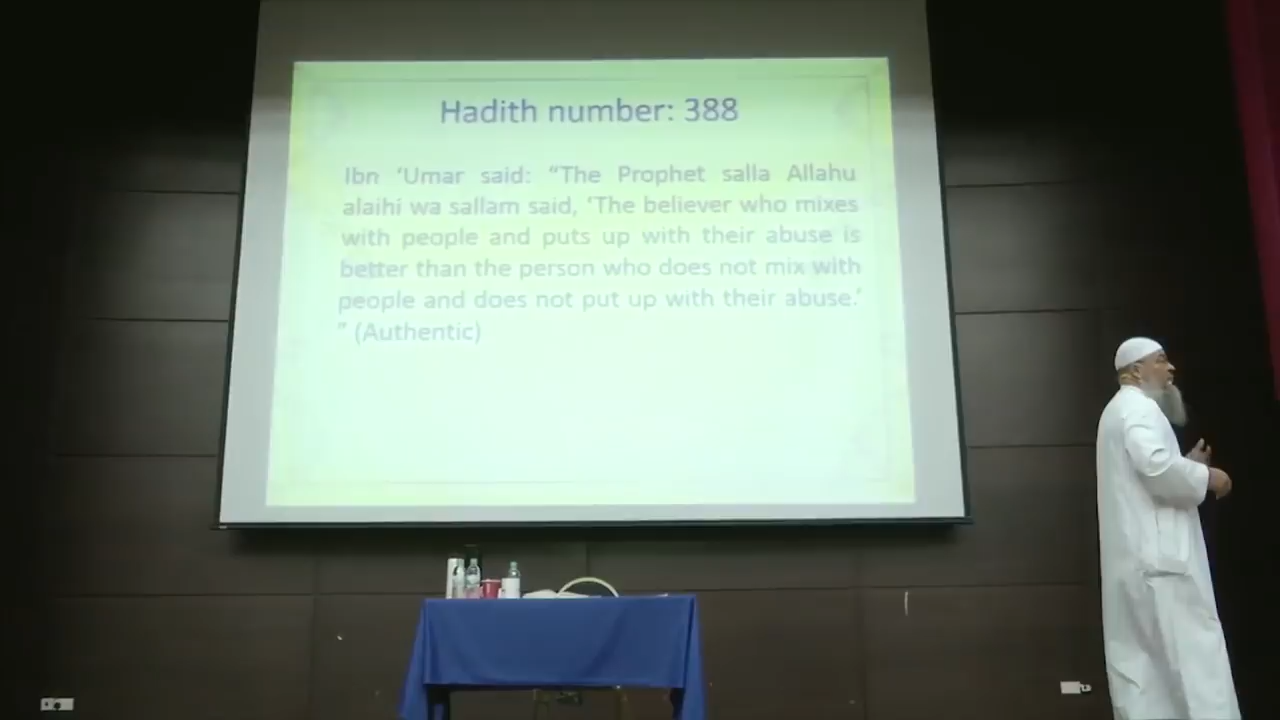 Hadith number: 388
Ibn ‘Umar said: “The Prophet salla Allahu
alaihi wa sallam said, ‘The believer who mixes
with people and puts up with their abuse is
better than the person who does not mix with
people and does not put up with their abuse.’
” (Authentic)